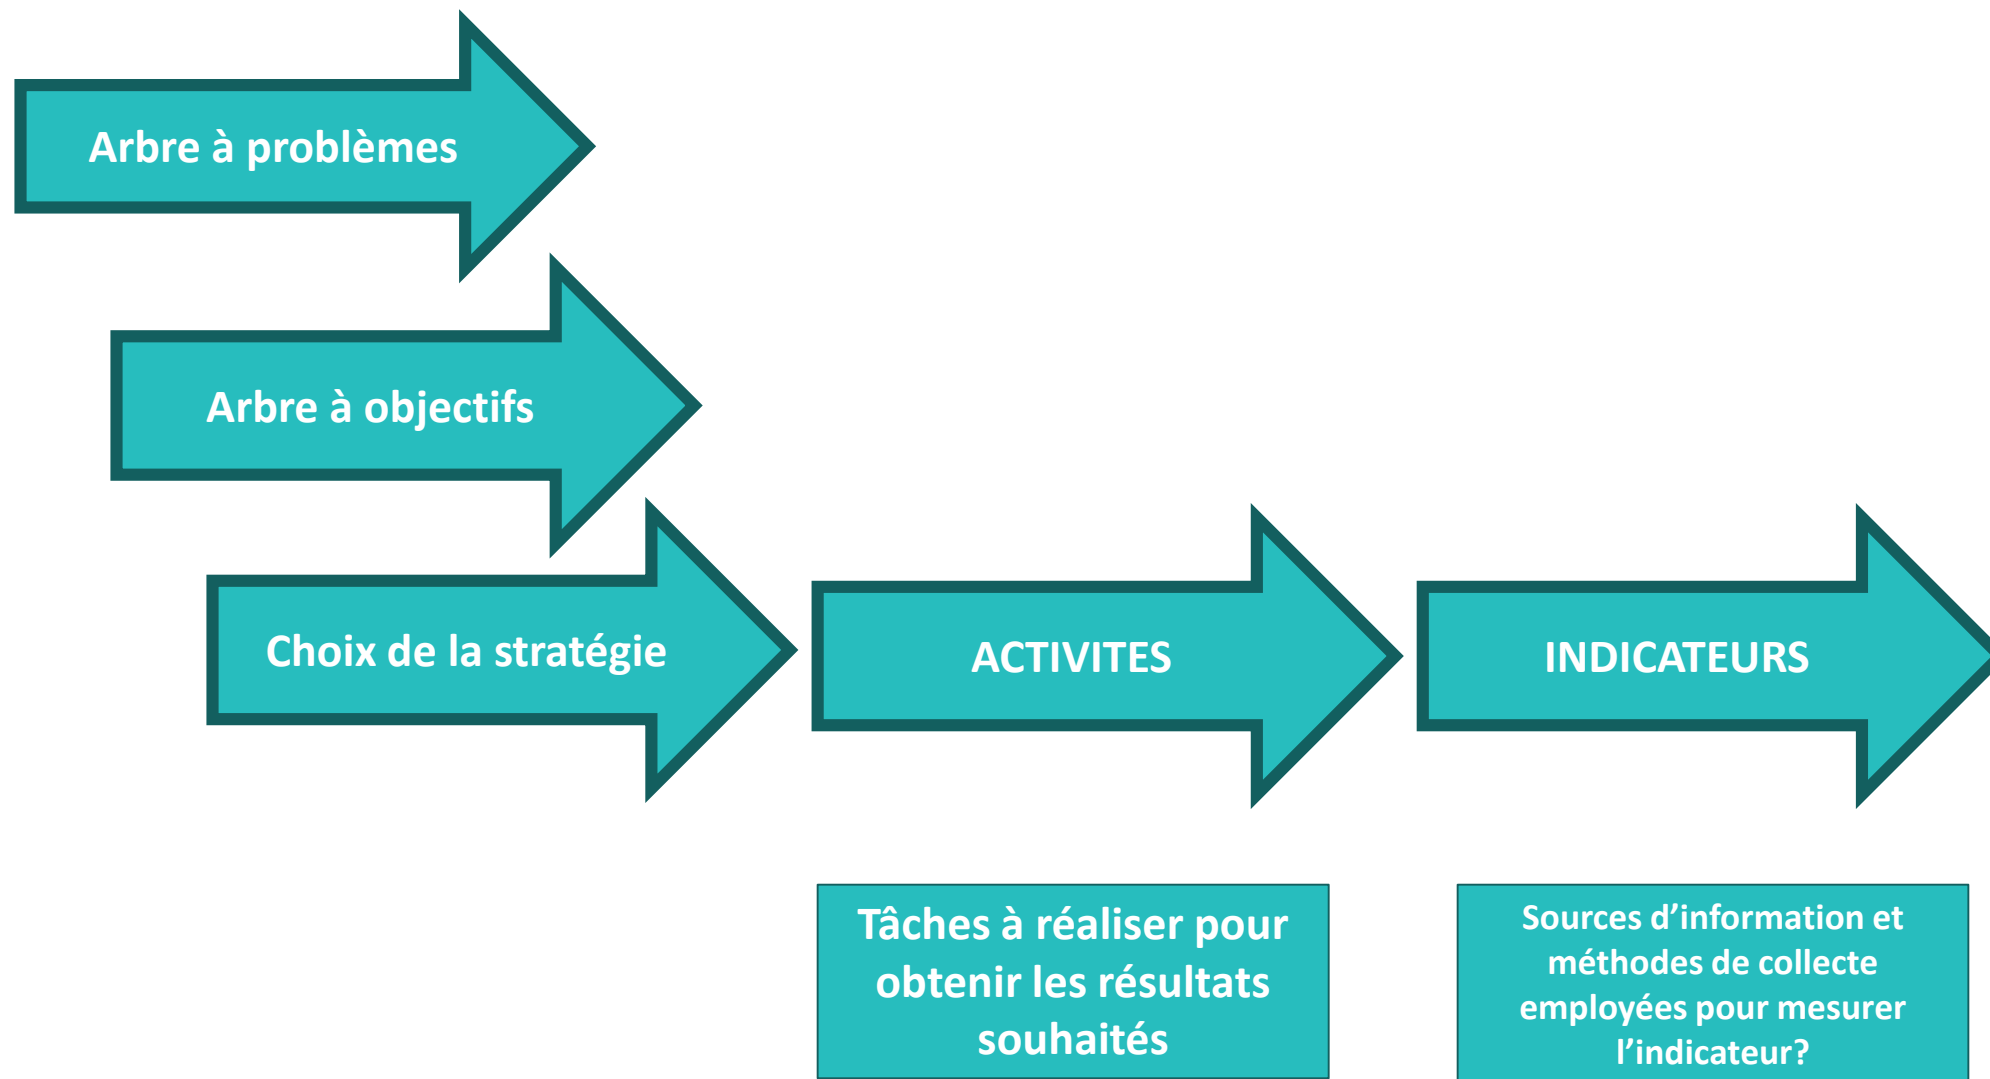 Arbre à problèmes
Arbre à objectifs
Choix de la stratégie
ACTIVITES
INDICATEURS
Tâches à réaliser pour
obtenir les résultats
souhaités
Sources d’information et
méthodes de collecte
employées pour mesurer
l’indicateur?